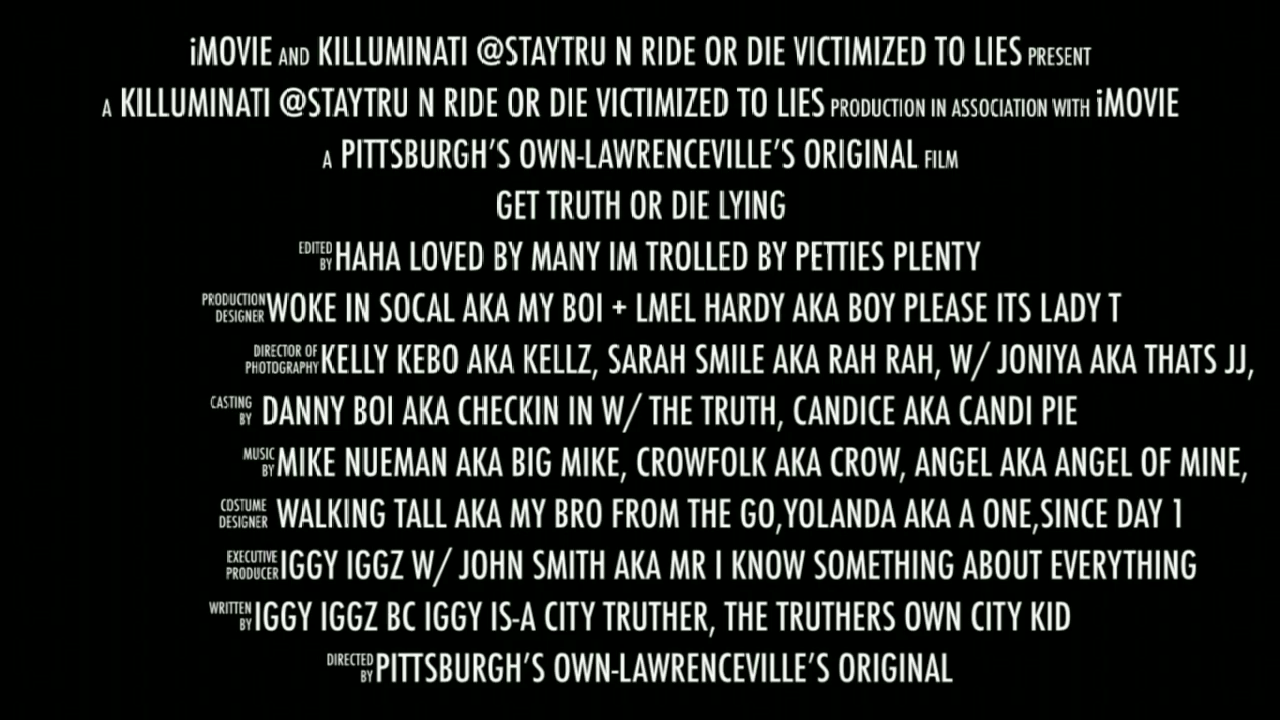 iMOVIE AND KILLUMINATI @STAYTRU N RIDE OR DIE VICTIMIZED TO LIES PRESENT
A KILLUMINATI @STAYTRU N RIDE OR DIE VICTIMIZED TO LIES PRODUCTION IN ASSOCIATION WITH iMOVIE
A PITTSBURGH'S OWN-LAWRENCEVILLE'S ORIGINAL FILM
GET TRUTH OR DIE LYING
EDITED BY HAHA LOVED BY MANY IM TROLLED BY PETTIES PLENTY
PRODUCTION DESIGNER WOKE IN SOCAL AKA MY BOI + LMEL HARDY AKA BOY PLEASE ITS LADY T
DIRECTOR OF PHOTOGRAPHY KELLY KEBO AKA KELLZ, SARAH SMILE AKA RAH RAH, W/ JONIYA AKA THATS JJ,
CASTING BY DANNY BOI AKA CHECKIN IN W/ THE TRUTH, CANDICE AKA CANDI PIE
MUSIC BY MIKE NUEMAN AKA BIG MIKE, CROWFOLK AKA CROW, ANGEL AKA ANGEL OF MINE,
COSTUME DESIGNER WALKING TALL AKA MY BRO FROM THE GO,YOLANDA AKA A ONE,SINCE DAY 1
EXECUTIVE PRODUCER IGGY IGGZ W/ JOHN SMITH AKA MR I KNOW SOMETHING ABOUT EVERYTHING
WRITTEN BY IGGY IGGZ BC IGGY IS-A CITY TRUTHER, THE TRUTHERS OWN CITY KID
DIRECTED BY PITTSBURGH'S OWN-LAWRENCEVILLE'S ORIGINAL